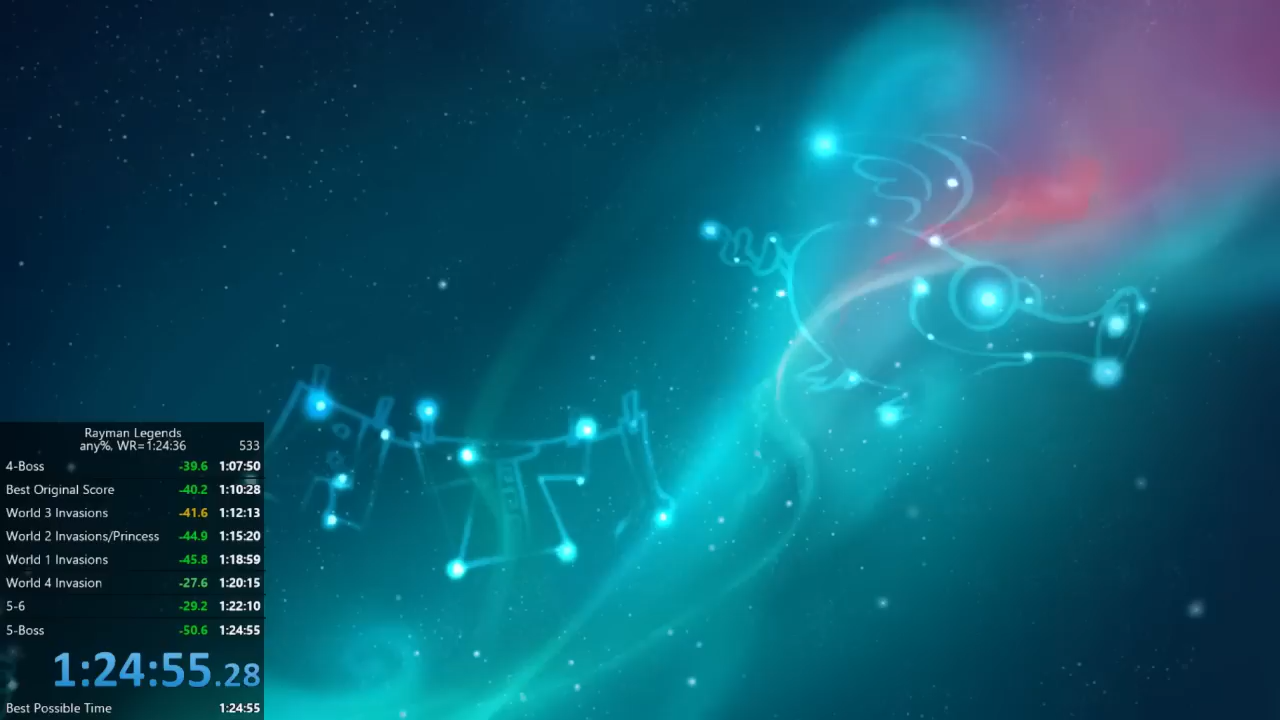 Rayman Legends
any%, WR=1:24:36 533
4-Boss -39.6 1:07:50
Best Original Score -40.2 1:10:28
World 3 Invasions -41.6 1:12:13
World 2 Invasions/Princess -44.9 1:15:20
World 1 Invasions -45.8 1:18:59
World 4 Invasion -27.6 1:20:15
5-6 -29.2 1:22:10
5-Boss -50.6 1:24:55
1:24:55.28
Best Possible Time 1:24:55